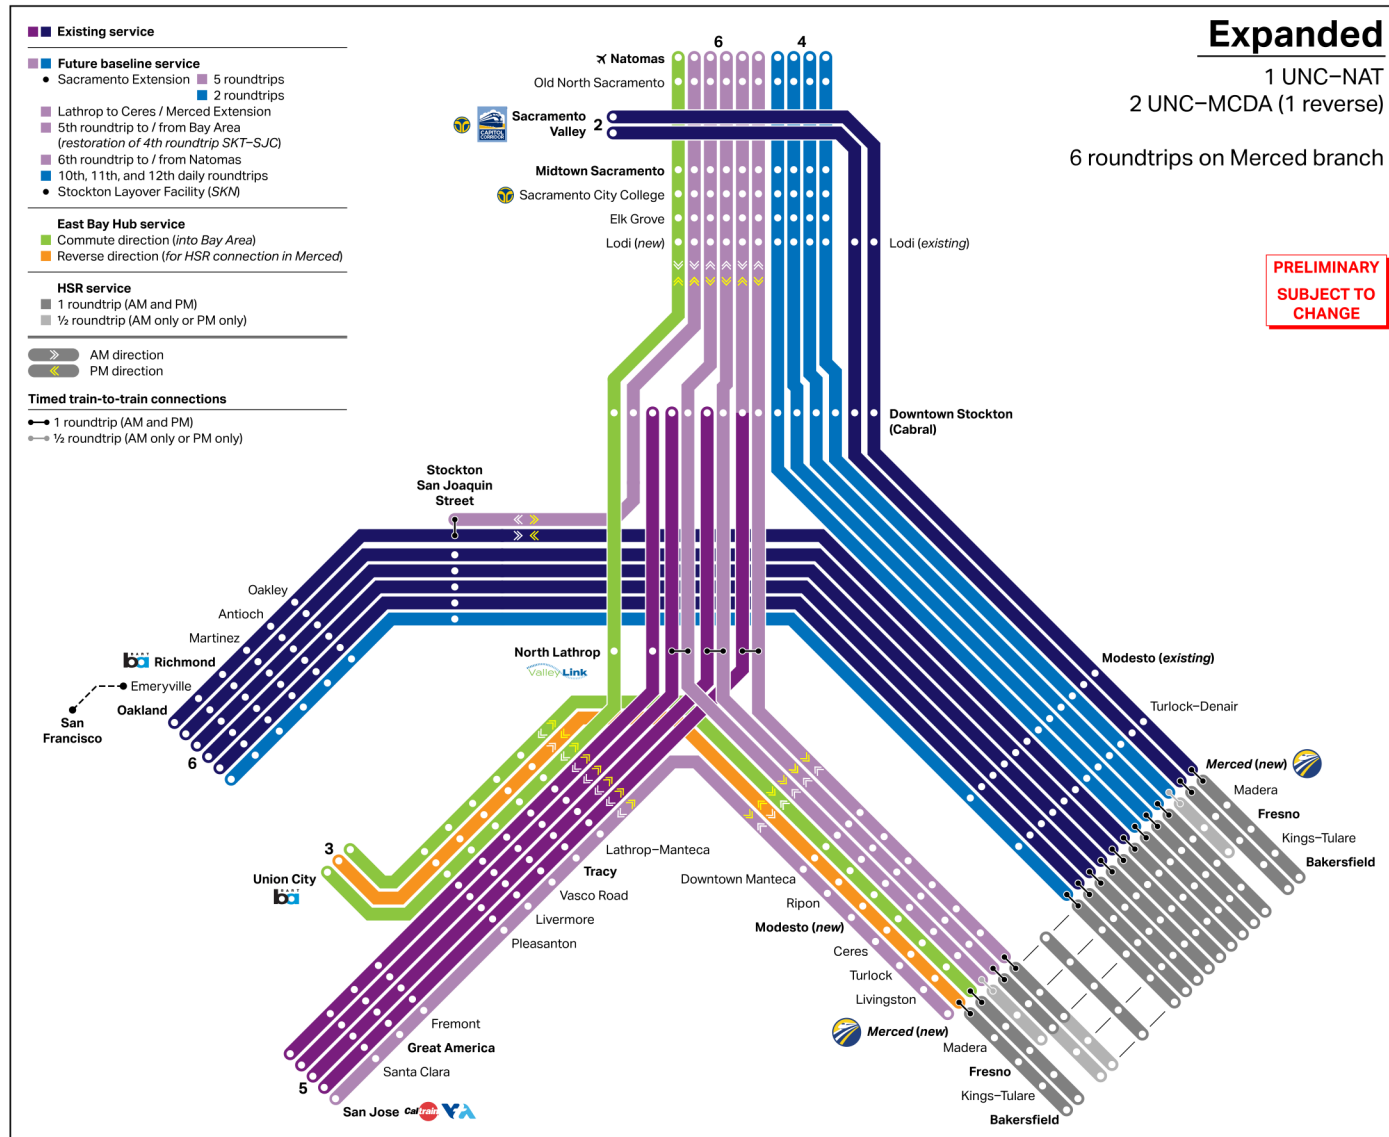 Existing service
Future baseline service
Sacramento Extension
5 roundtrips
2 roundtrips
Lathrop to Ceres / Merced Extension
5th roundtrip to / from Bay Area
(restoration of 4th roundtrip SKT–SJC)
6th roundtrip to / from Natomas
10th, 11th, and 12th daily roundtrips
Stockton Layover Facility (SKN)
East Bay Hub service
Commute direction (into Bay Area)
Reverse direction (for HSR connection in Merced)
HSR service
1 roundtrip (AM and PM)
½ roundtrip (AM only or PM only)
AM direction
PM direction
Timed train-to-train connections
1 roundtrip (AM and PM)
½ roundtrip (AM only or PM only)
Expanded
1 UNC–NAT
2 UNC–MCDA (1 reverse)
6 roundtrips on Merced branch
PRELIMINARY
SUBJECT TO
CHANGE
6
4
Natomas
Old North Sacramento
CAPITOL
CORRIDOR
Sacramento
Valley
2
Midtown Sacramento
Sacramento City College
Elk Grove
Lodi (new)
Lodi (existing)
Downtown Stockton
(Cabral)
Stockton
San Joaquin
Street
Oakley
Antioch
Martinez
BART
ba
Richmond
Emeryville
Oakland
San
Francisco
6
North Lathrop
Valley Link
Modesto (existing)
Turlock–Denair
Merced (new)
Madera
Fresno
Kings–Tulare
Bakersfield
3
Union City
BART
ba
Lathrop–Manteca
Tracy
Vasco Road
Livermore
Pleasanton
Fremont
Great America
Santa Clara
5
San Jose
Caltrain
VTA
Downtown Manteca
Ripon
Modesto (new)
Ceres
Turlock
Livingston
Merced (new)
Madera
Fresno
Kings–Tulare
Bakersfield